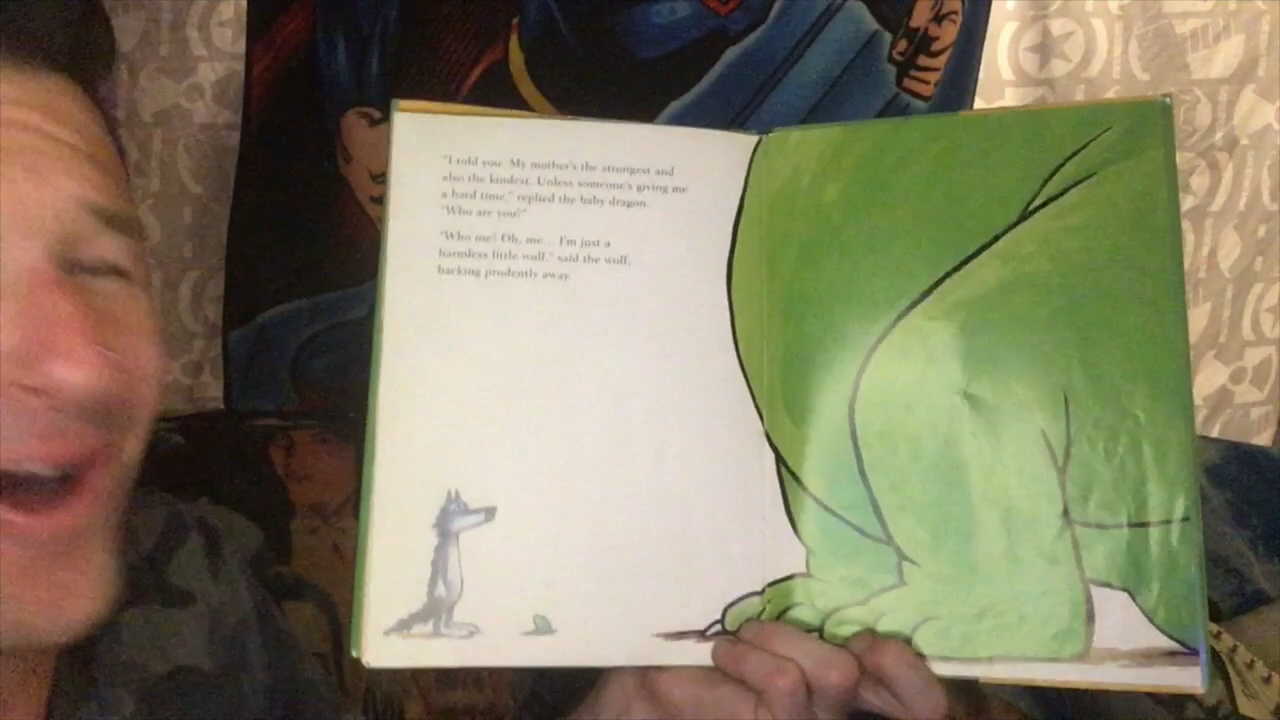 "I told you. My mother's the strongest and
also the kindest. Unless someone's giving me
a hard time," replied the baby dragon.
"Who are you?"
"Who me? Oh, me... I'm just a
harmless little wolf," said the wolf,
backing prudently away.